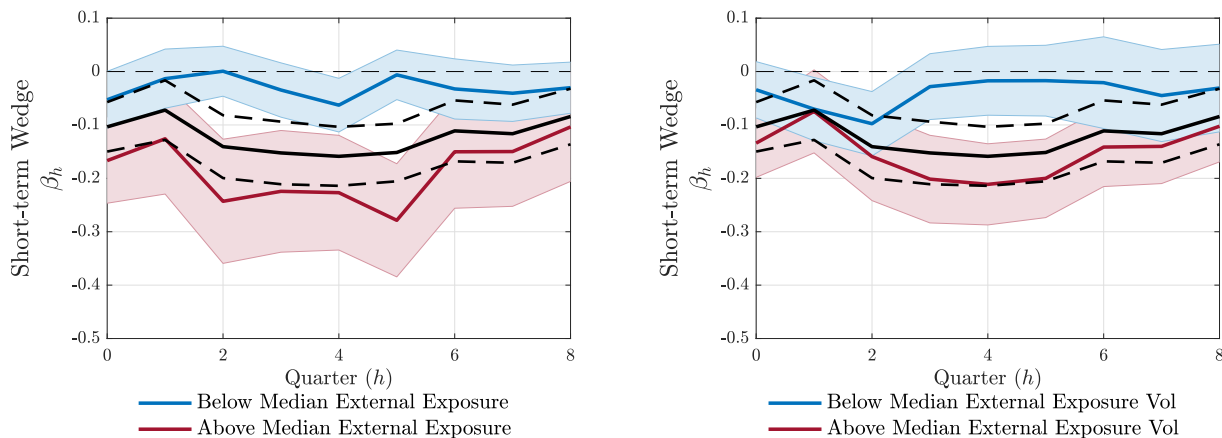 0.1
0
-0.1
-0.2
-0.3
-0.4
-0.5
Short-term Wedge
β_h
0 2 4 6 8
Quarter (h)
Below Median External Exposure
Above Median External Exposure
0.1
0
-0.1
-0.2
-0.3
-0.4
-0.5
Short-term Wedge
β_h
0 2 4 6 8
Quarter (h)
Below Median External Exposure Vol
Above Median External Exposure Vol